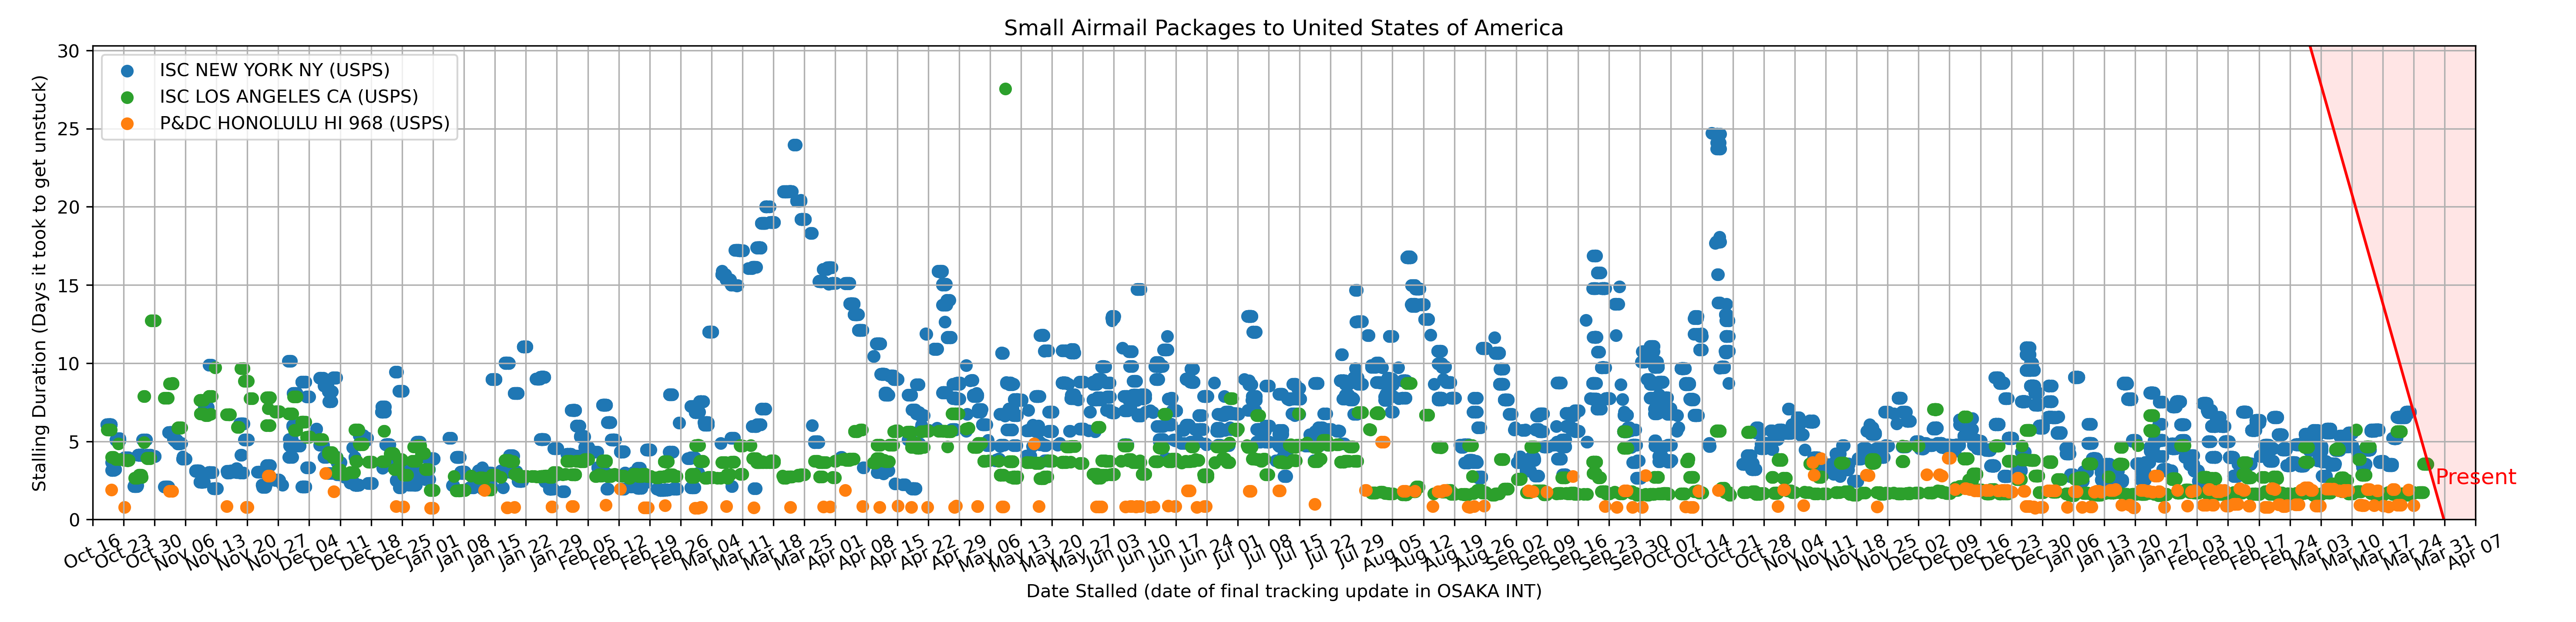 Small Airmail Packages to United States of America
ISC NEW YORK NY (USPS)
ISC LOS ANGELES CA (USPS)
P&DC HONOLULU HI 968 (USPS)
Stalling Duration (Days it took to get unstuck)
30
25
20
15
10
5
0
Present
Oct 16
Oct 23
Oct 30
Nov 06
Nov 13
Nov 20
Nov 27
Dec 04
Dec 11
Dec 18
Dec 25
Jan 01
Jan 08
Jan 15
Jan 22
Jan 29
Feb 05
Feb 12
Feb 19
Feb 26
Mar 04
Mar 11
Mar 18
Mar 25
Apr 01
Apr 08
Apr 15
Apr 22
Apr 29
May 06
May 13
May 20
May 27
Jun 03
Jun 10
Jun 17
Jun 24
Jul 01
Jul 08
Jul 15
Jul 22
Jul 29
Aug 05
Aug 12
Aug 19
Aug 26
Sep 02
Sep 09
Sep 16
Sep 23
Sep 30
Oct 07
Oct 14
Oct 21
Oct 28
Nov 04
Nov 11
Nov 18
Nov 25
Dec 02
Dec 09
Dec 16
Dec 23
Dec 30
Jan 06
Jan 13
Jan 20
Jan 27
Feb 03
Feb 10
Feb 17
Feb 24
Mar 03
Mar 10
Mar 17
Mar 24
Mar 31
Apr 07
Date Stalled (date of final tracking update in OSAKA INT)